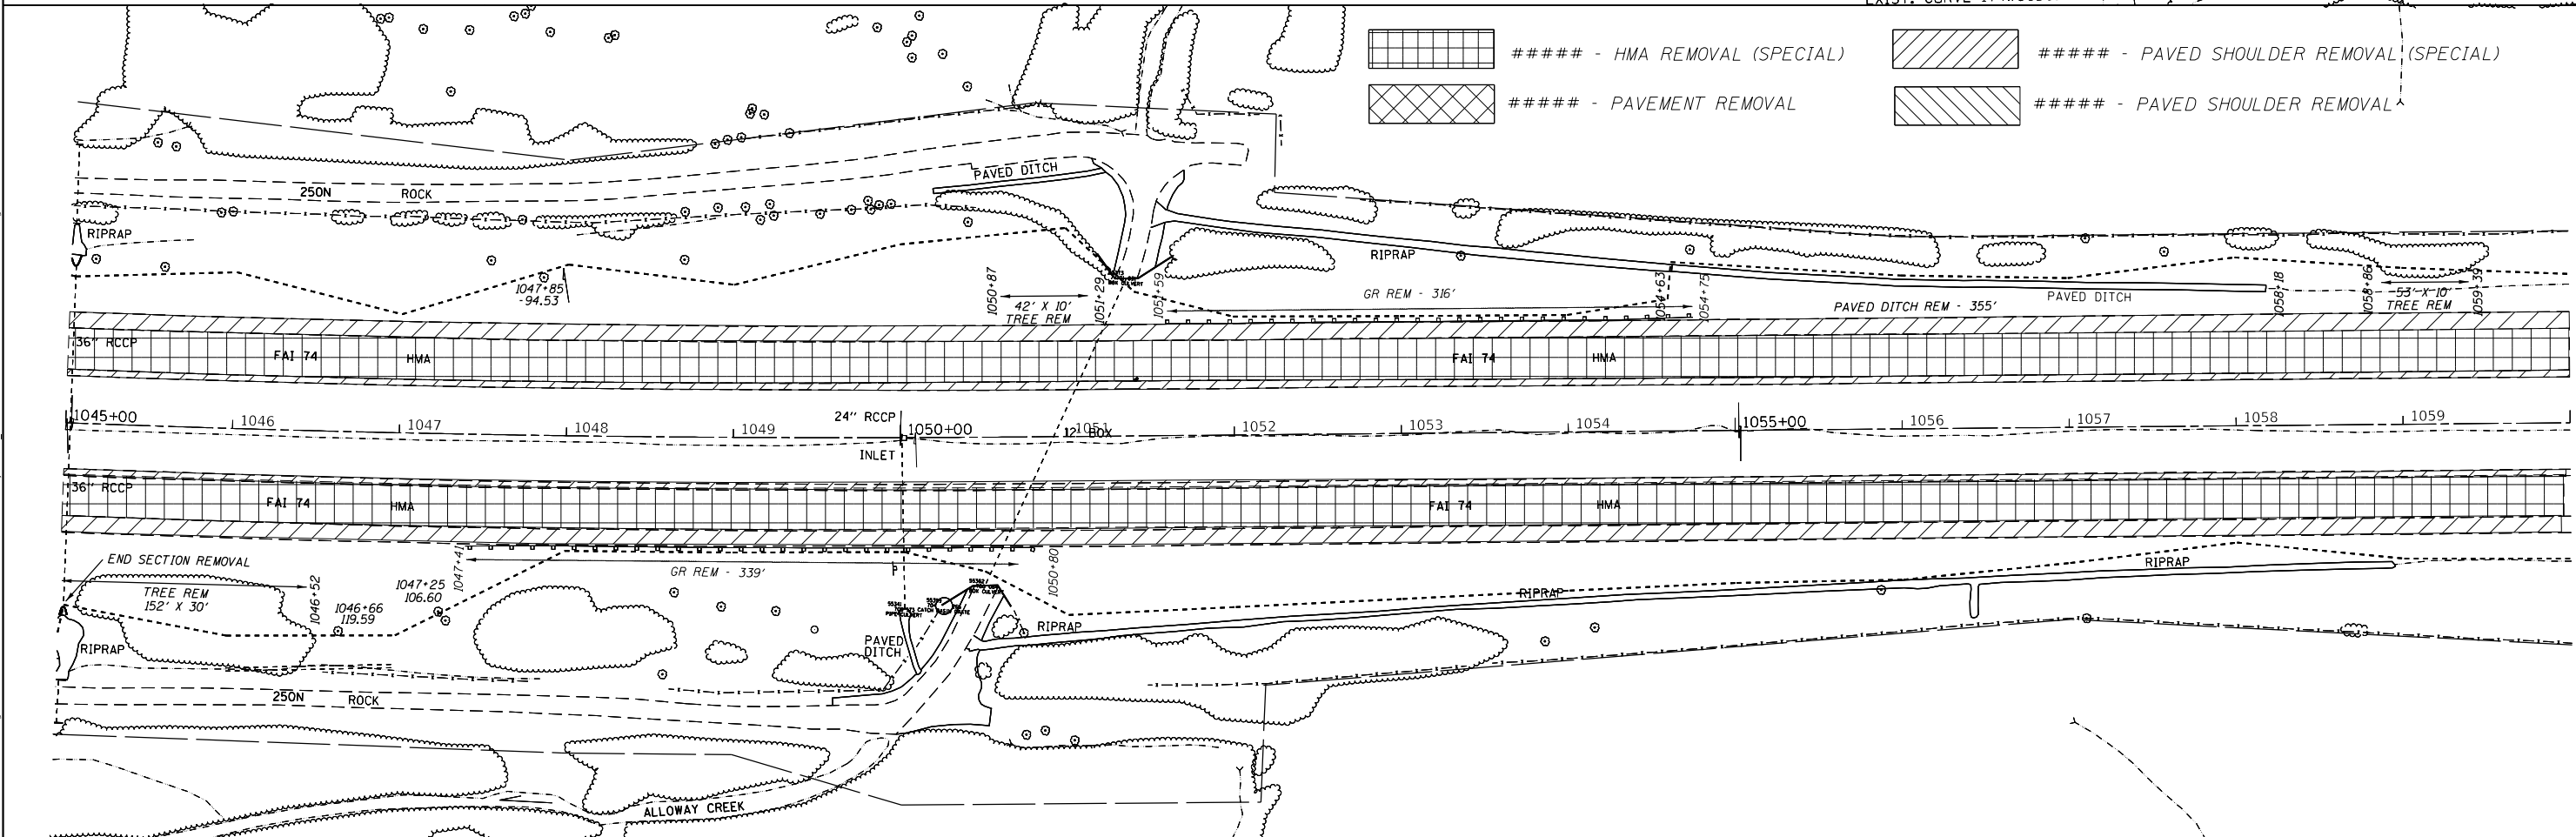 ##### - HMA REMOVAL (SPECIAL)
##### - PAVED SHOULDER REMOVAL (SPECIAL)
##### - PAVEMENT REMOVAL
##### - PAVED SHOULDER REMOVAL
250N ROCK
PAVED DITCH
RIPRAP
RIPRAP
1047+85
-94.53
1050+87
42' X 10'
TREE REM
1051+29
1051+59
GR REM - 316'
1054+63
1054+75
PAVED DITCH REM - 355'
PAVED DITCH
1058+18
1058+86
53' X 10'
TREE REM
1059+39
36'' RCCP
FAI 74
HMA
FAI 74
HMA
1045+00
1046
1047
1048
1049
24'' RCCP
1050+00
1051
12' BOX
1052
1053
1054
1055+00
1056
1057
1058
1059
INLET
36'' RCCP
FAI 74
HMA
FAI 74
HMA
END SECTION REMOVAL
TREE REM
152' X 30'
1046+52
1046+66
119.59
1047+25
106.60
1047+41
GR REM - 339'
1050+80
RIPRAP
PAVED
DITCH
RIPRAP
RIPRAP
RIPRAP
250N ROCK
ALLOWAY CREEK